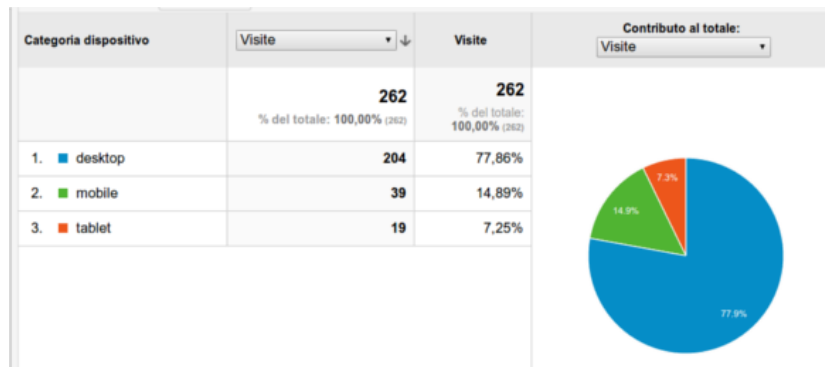 Categoria dispositivo
Visite
Visite
Contributo al totale:
Visite
262
% del totale: 100,00% (262)
262
% del totale:
100,00% (262)
1. desktop 204 77,86%
2. mobile 39 14,89%
3. tablet 19 7,25%
7.3%
14.9%
77.9%